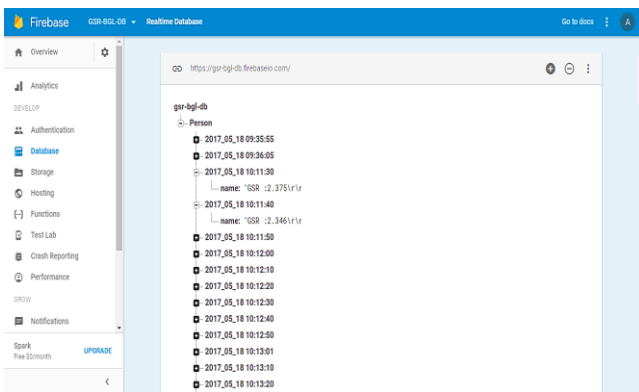 Firebase GSR-BGL-DB Realtime Database Go to docs A
Overview
https://gsr-bgl-db.firebaseio.com/
Analytics
DEVELOP
Authentication
Database
Storage
Hosting
Functions
Test Lab
Crash Reporting
Performance
GROW
Notifications
Spark
Free $0/month
UPGRADE
gsr-bgl-db
Person
2017_05_18 09:35:55
2017_05_18 09:36:05
2017_05_18 10:11:30
name: "GSR :2.375\r\r
2017_05_18 10:11:40
name: "GSR :2.346\r\r
2017_05_18 10:11:50
2017_05_18 10:12:00
2017_05_18 10:12:10
2017_05_18 10:12:20
2017_05_18 10:12:30
2017_05_18 10:12:40
2017_05_18 10:12:50
2017_05_18 10:13:01
2017_05_18 10:13:10
2017_05_18 10:13:20